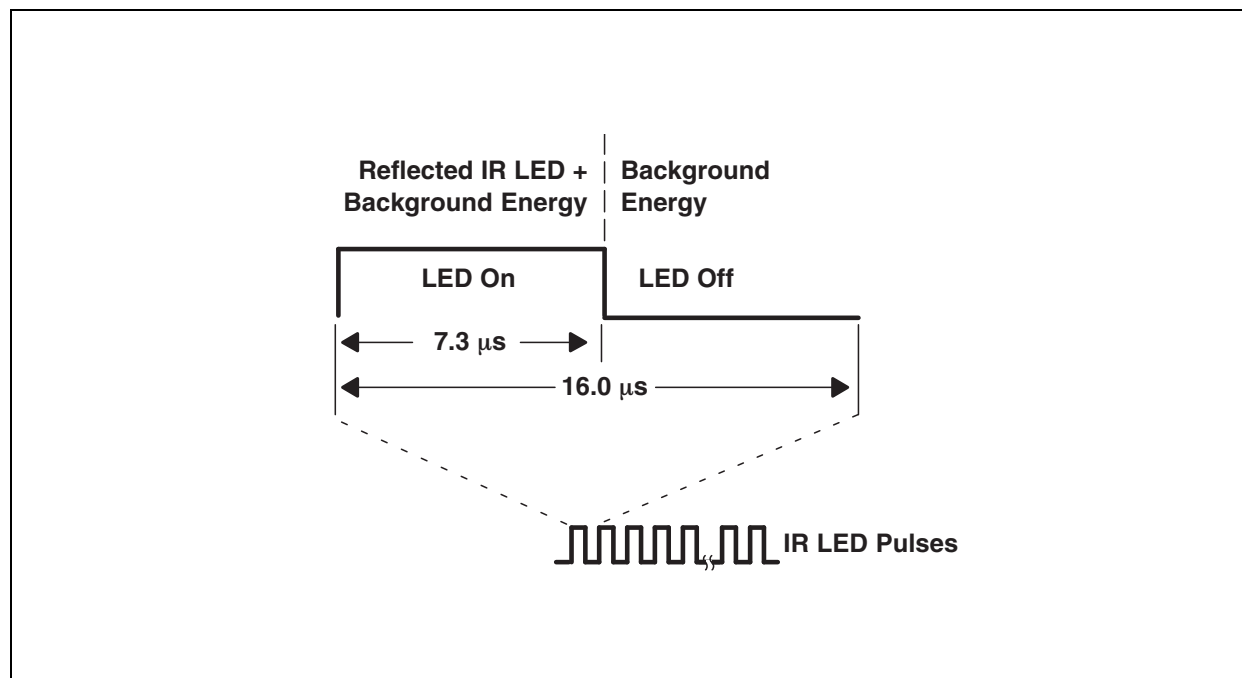 Reflected IR LED +
Background Energy
Background
Energy
LED On
LED Off
7.3 μs
16.0 μs
IR LED Pulses